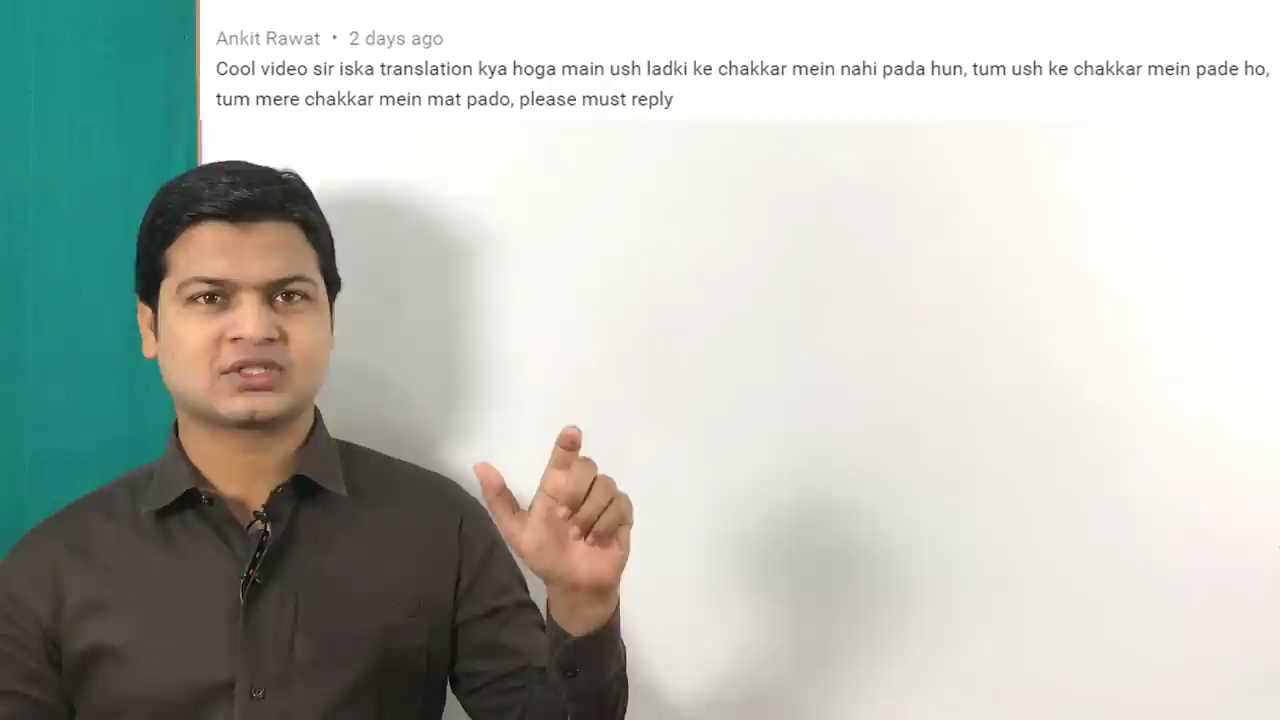 Ankit Rawat • 2 days ago
Cool video sir iska translation kya hoga main ush ladki ke chakkar mein nahi pada hun, tum ush ke chakkar mein pade ho,
tum mere chakkar mein mat pado, please must reply